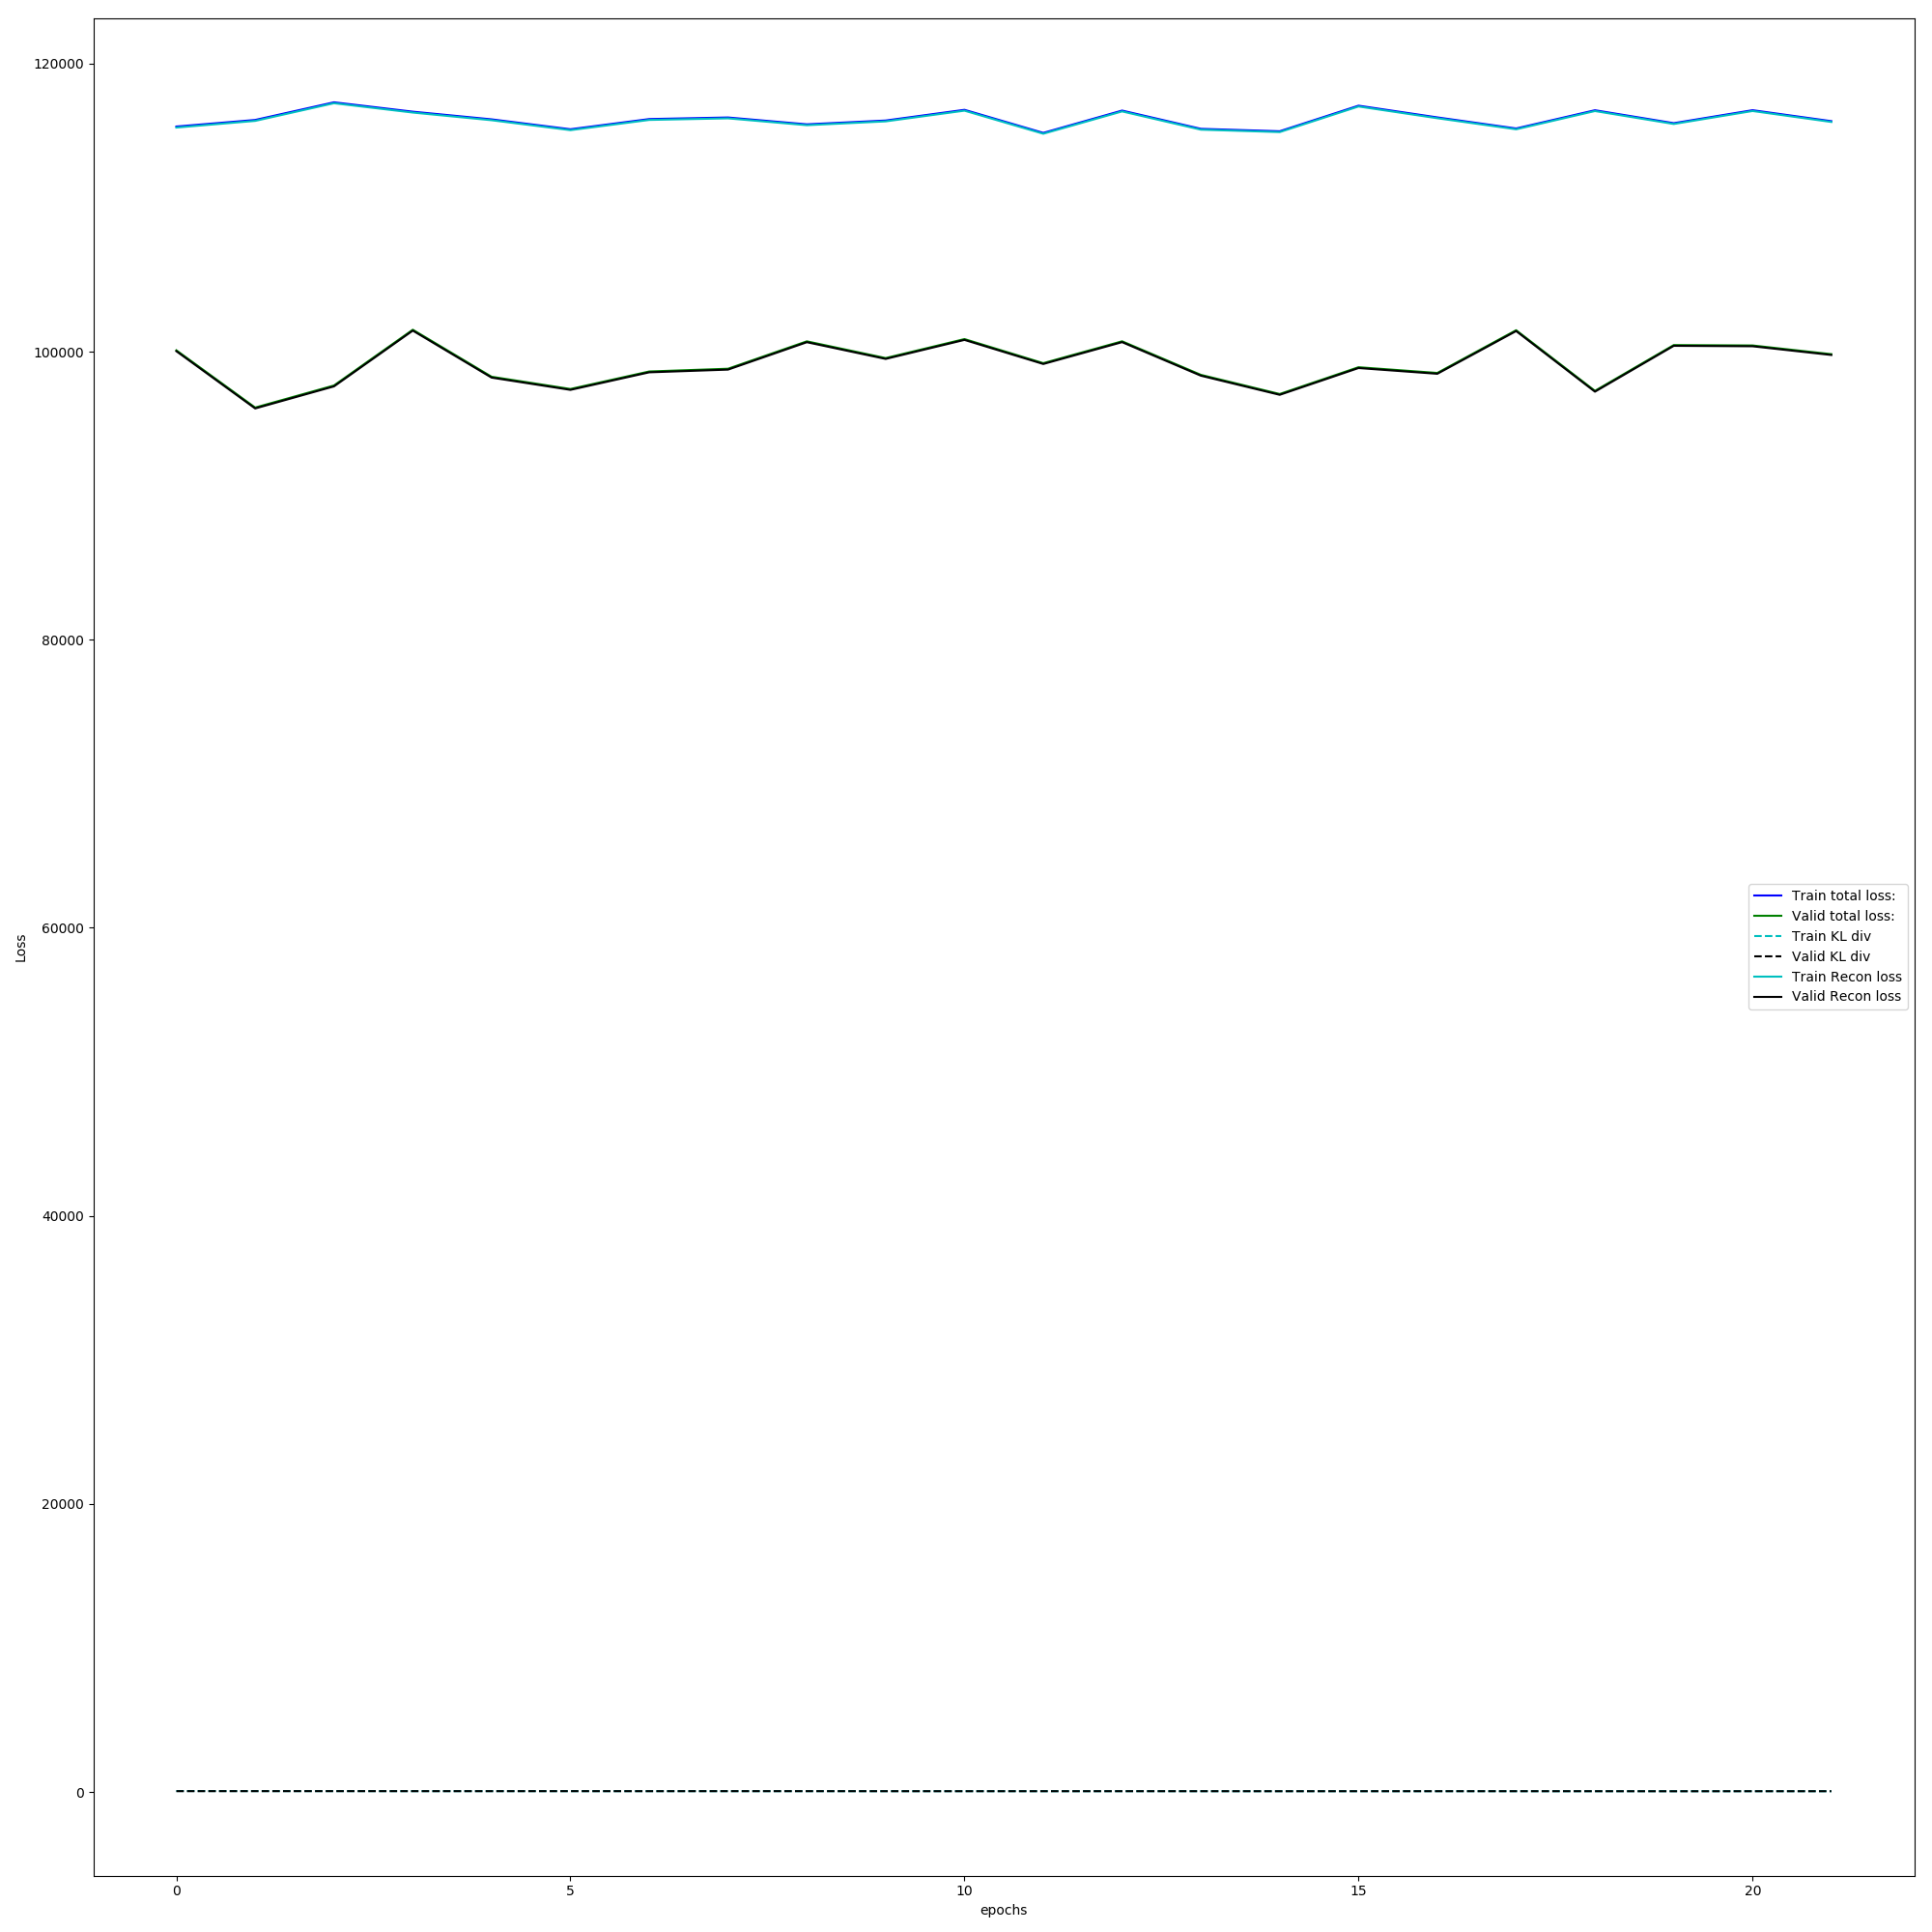 120000
100000
80000
60000
40000
20000
0
Loss
Train total loss:
Valid total loss:
Train KL div
Valid KL div
Train Recon loss
Valid Recon loss
0 5 10 15 20
epochs